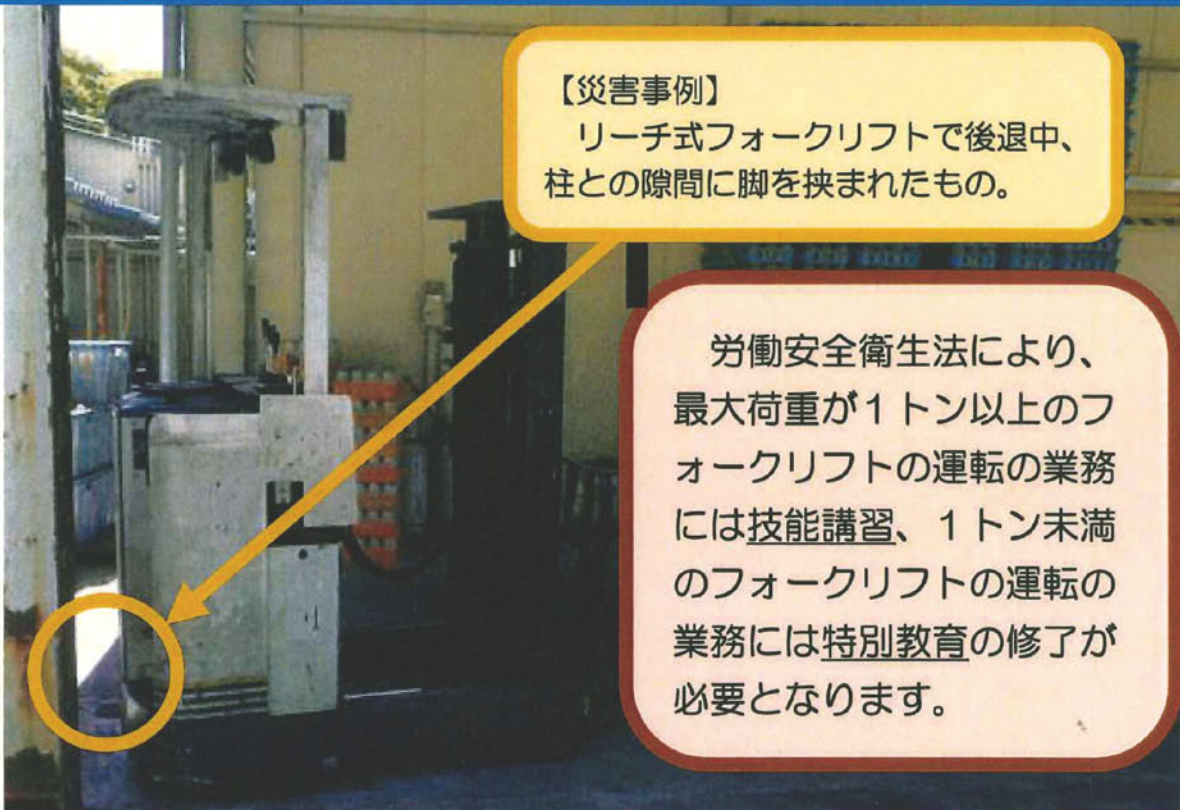 【災害事例】
リーチ式フォークリフトで後退中、
柱との隙間に脚を挟まれたもの。
労働安全衛生法により、
最大荷重が1トン以上のフ
ォークリフトの運転の業務
には技能講習、1トン未満
のフォークリフトの運転の
業務には特別教育の修了が
必要となります。